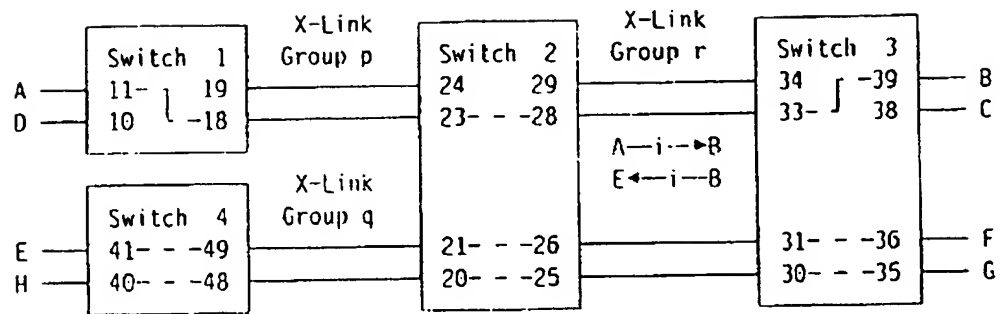 X-Link
Group p
X-Link
Group r
Switch 1
11- 19
10 -18
Switch 2
24 29
23- - -28
Switch 3
34 -39
33- 38
A
D
B
C
A—i--►B
E◄—i—B
X-Link
Group q
Switch 4
41- - -49
40- - -48
21- - -26
20- - -25
31- - -36
30- - -35
E
H
F
G